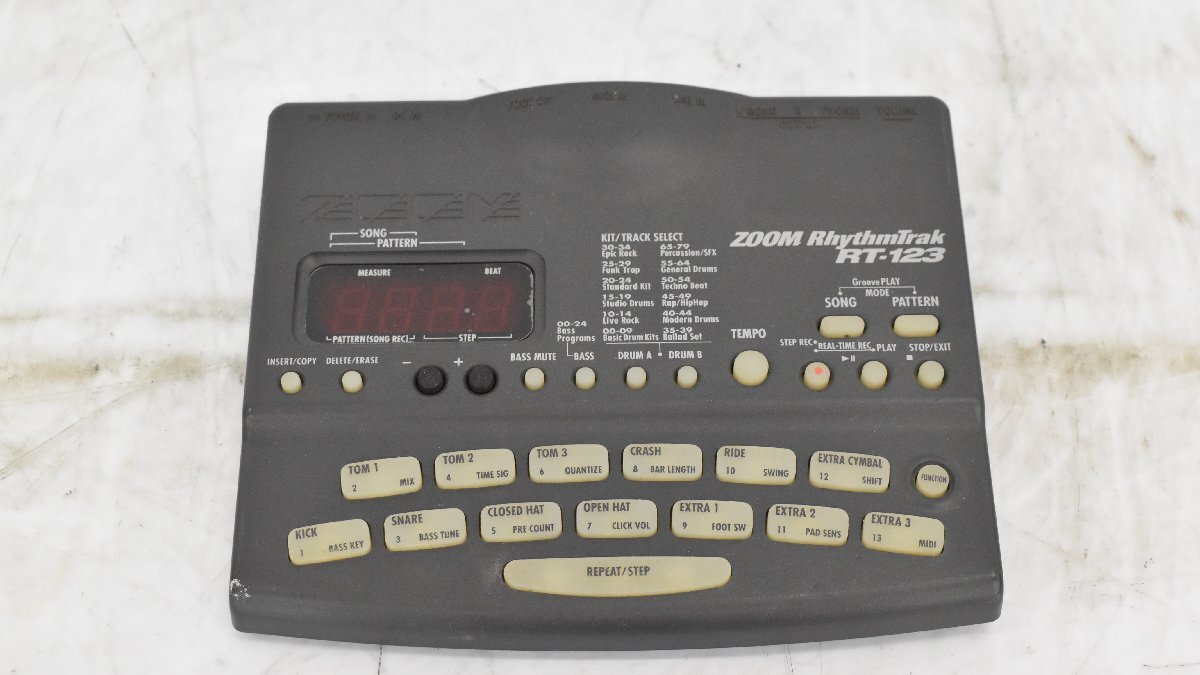 ZOOM
SONG
PATTERN
MEASURE BEAT
PATTERN(SONG REC) STEP
KIT/TRACK SELECT
30-34 65-79
Epic Rock Percussion/SFX
25-29 55-64
Funk Trap General Drums
20-24 50-54
Standard Kit Techno Beat
15-19 45-49
Studio Drums Rap/HipHop
10-14 40-44
Live Rock Modern Drums
00-09 35-39
Basic Drum Kits Ballad Set
00-24
Bass
Programs
ZOOM RhythmTrak
RT-123
GroovePLAY
SONG MODE PATTERN
INSERT/COPY DELETE/ERASE - + BASS MUTE BASS DRUM A DRUM B TEMPO
STEP REC REAL-TIME REC PLAY STOP/EXIT
TOM 1
2 MIX
TOM 2
4 TIME SIG
TOM 3
6 QUANTIZE
CRASH
8 BAR LENGTH
RIDE
10 SWING
EXTRA CYMBAL
12 SHIFT
FUNCTION
KICK
1 BASS KEY
SNARE
3 BASS TUNE
CLOSED HAT
5 PRE COUNT
OPEN HAT
7 CLICK VOL
EXTRA 1
9 FOOT SW
EXTRA 2
11 PAD SENS
EXTRA 3
13 MIDI
REPEAT/STEP